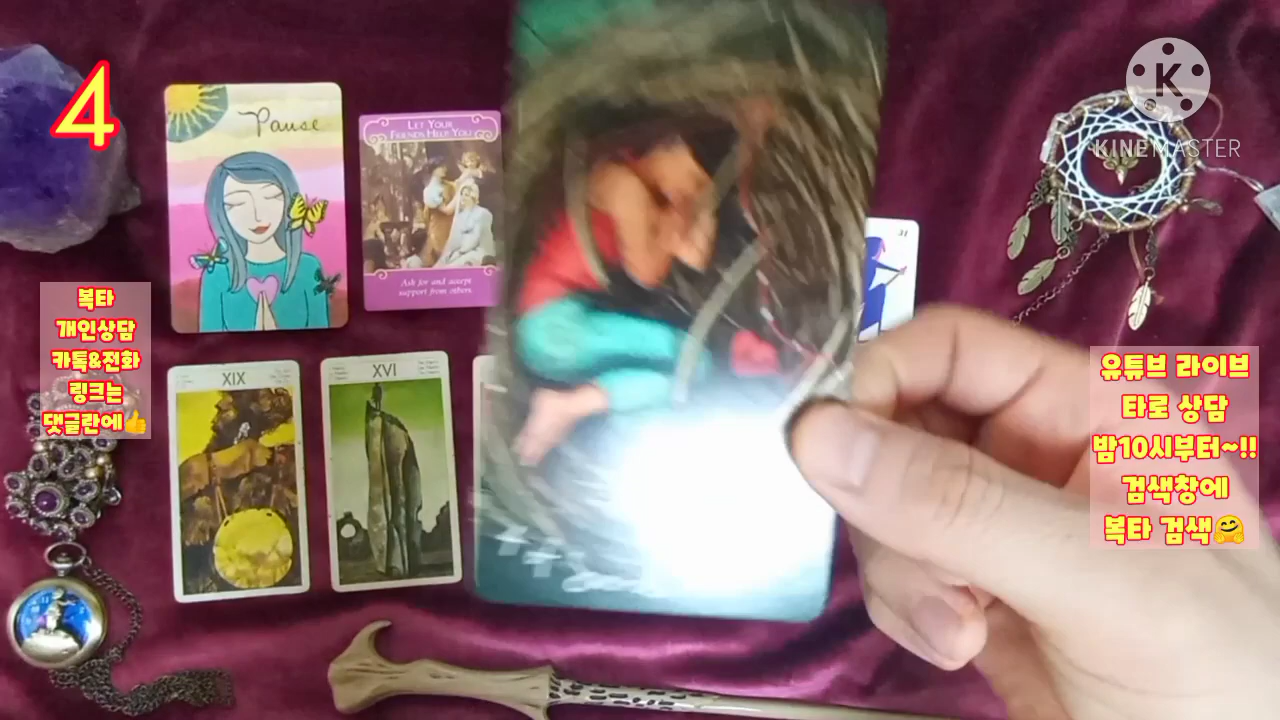 4
Pause
LET YOUR
FRIENDS HELP YOU
Ask for and accept
support from others.
XIX
XVI
복타
개인상담
카톡&전화
링크는
댓글란에👍
K
KINEMASTER
유튜브 라이브
타로 상담
밤10시부터~!!
검색창에
복타 검색🤗